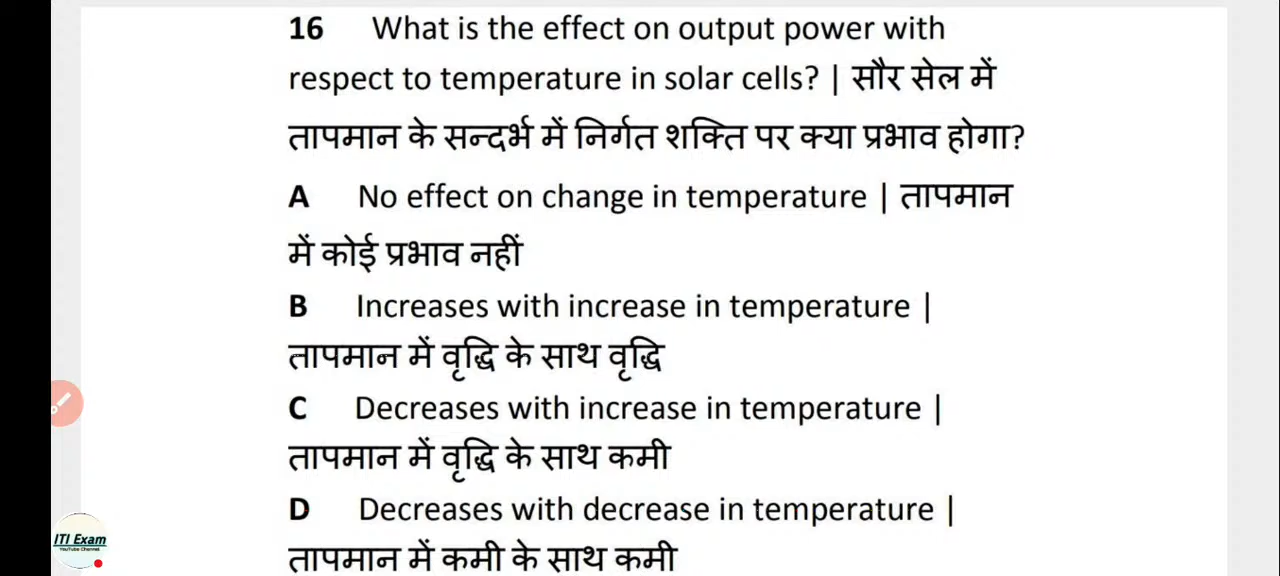 16 What is the effect on output power with
respect to temperature in solar cells? | सौर सेल में
तापमान के सन्दर्भ में निर्गत शक्ति पर क्या प्रभाव होगा?
A No effect on change in temperature | तापमान
में कोई प्रभाव नहीं
B Increases with increase in temperature |
तापमान में वृद्धि के साथ वृद्धि
C Decreases with increase in temperature |
तापमान में वृद्धि के साथ कमी
D Decreases with decrease in temperature |
तापमान में कमी के साथ कमी
ITI Exam
YouTube Channel